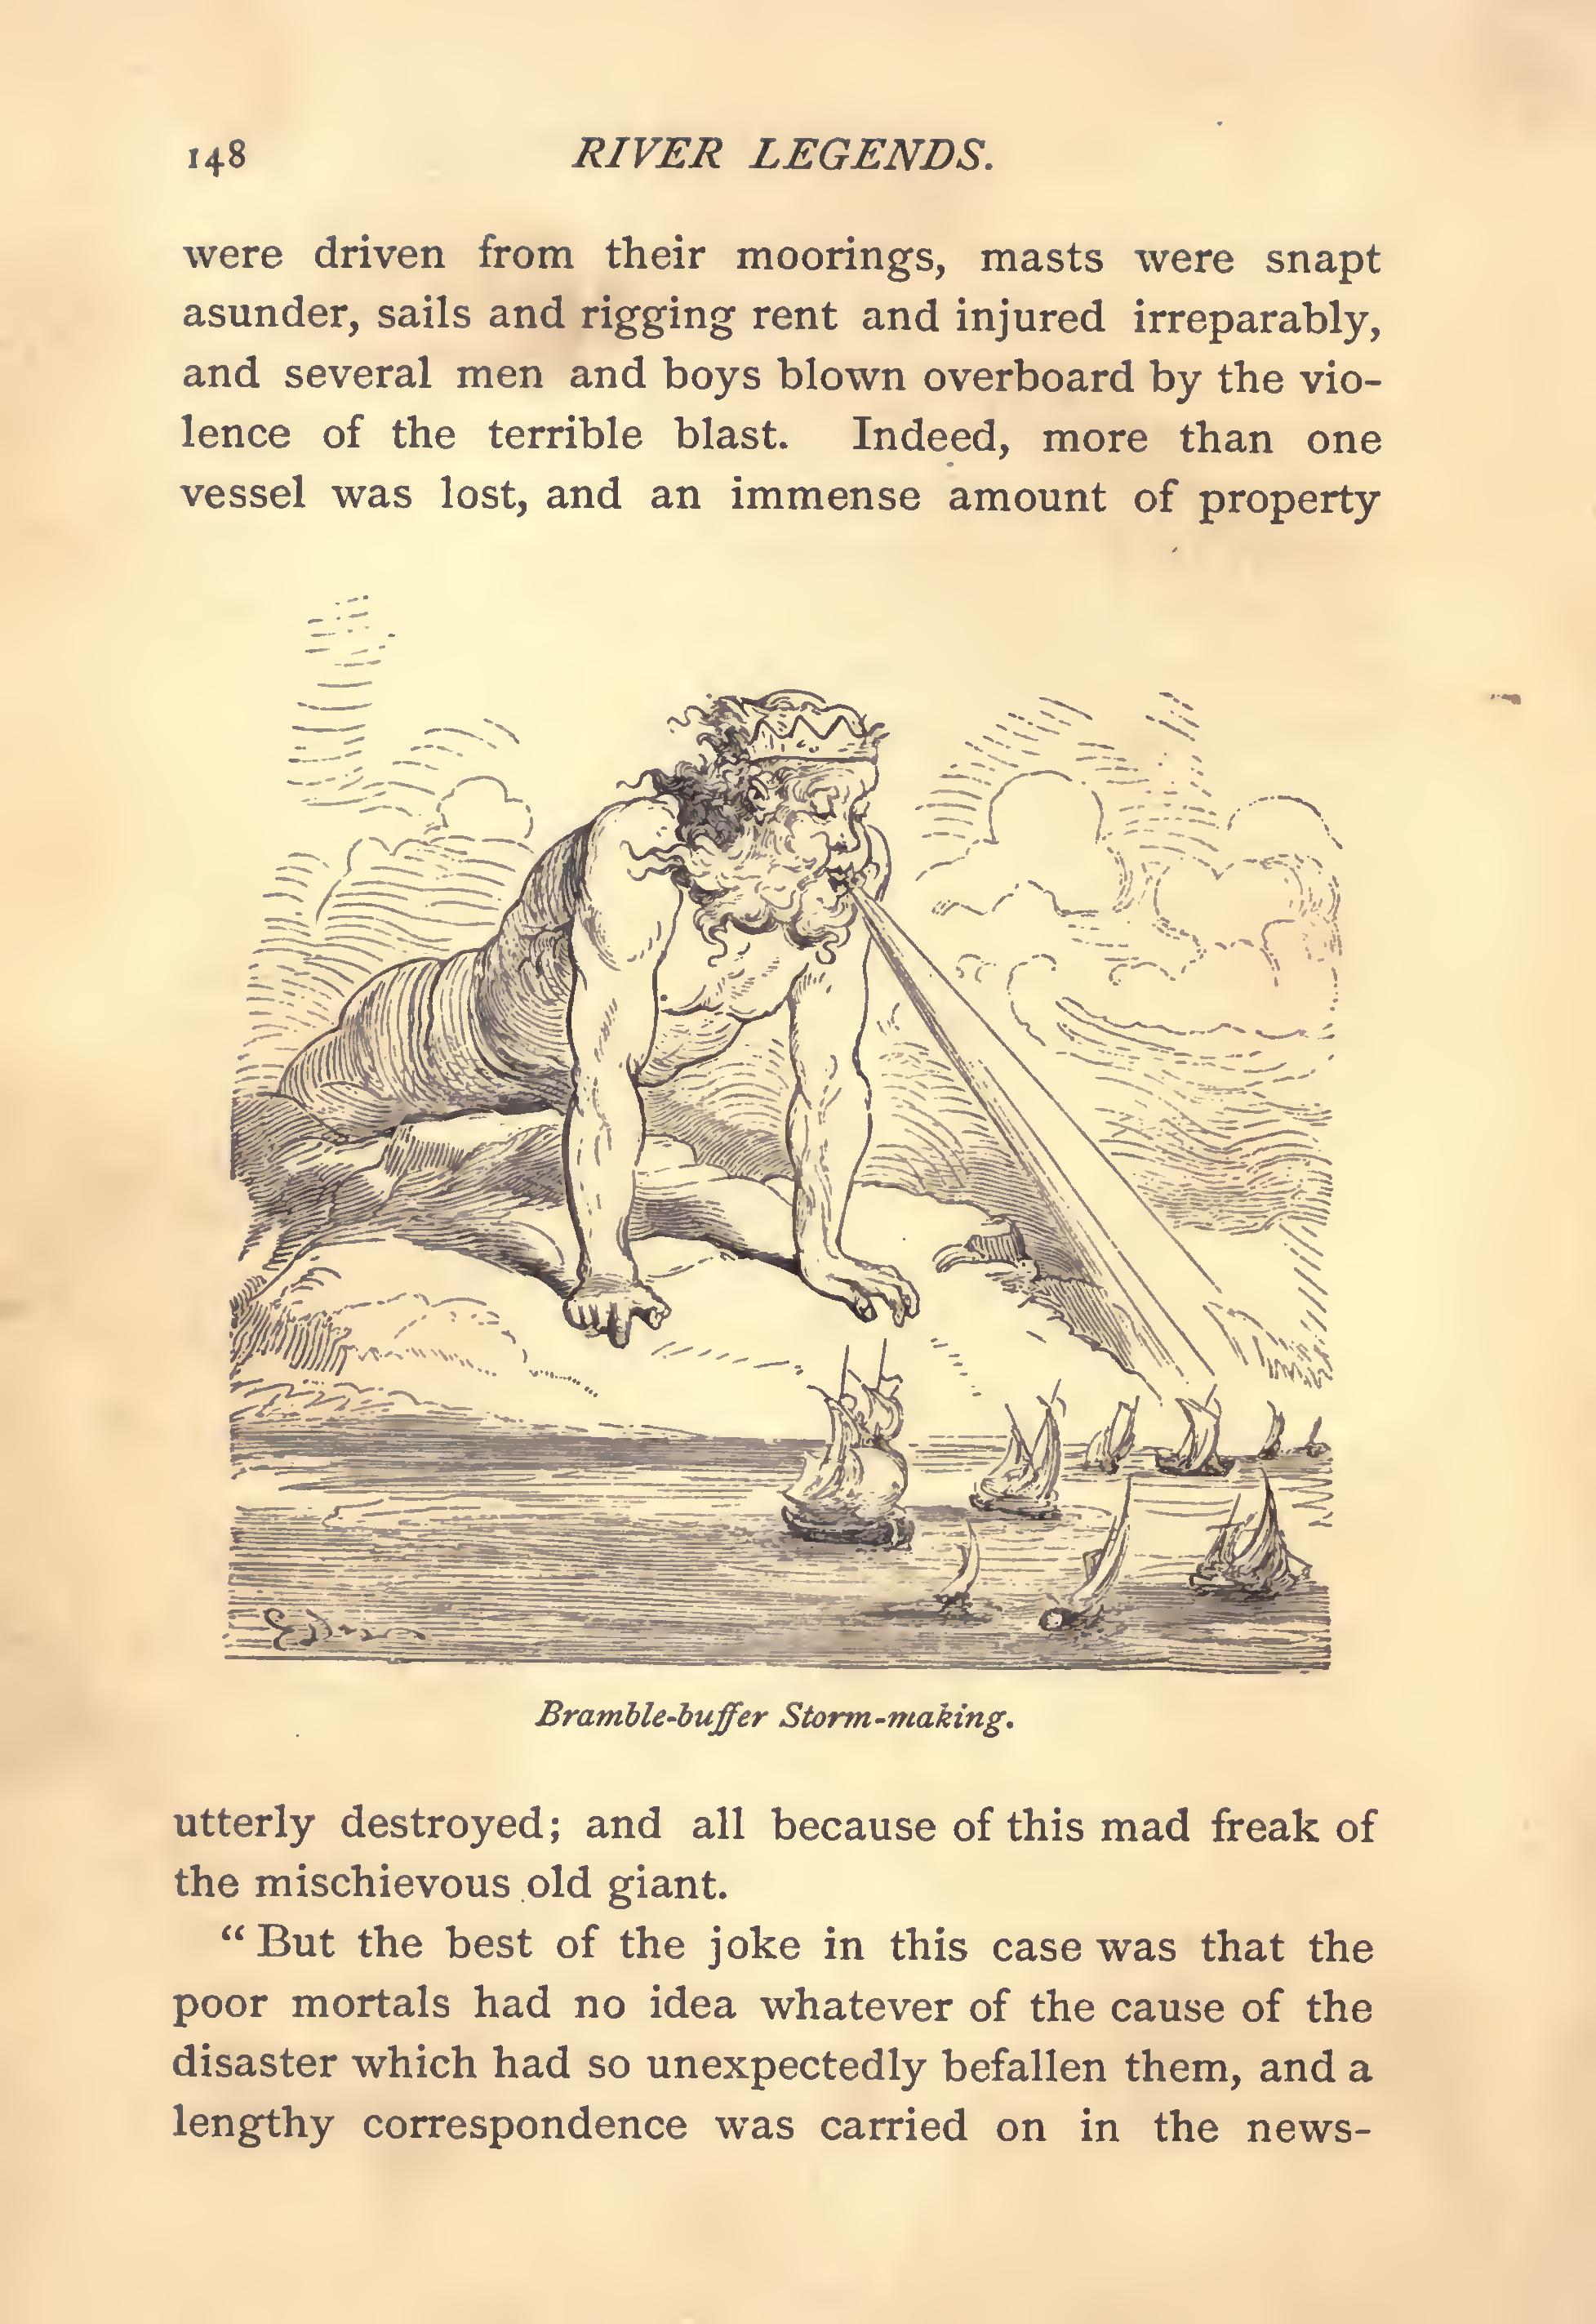 148 RIVER LEGENDS.
were driven from their moorings, masts were snapt
asunder, sails and rigging rent and injured irreparably,
and several men and boys blown overboard by the vio-
lence of the terrible blast. Indeed, more than one
vessel was lost, and an immense amount of property
Bramble-buffer Storm-making.
utterly destroyed; and all because of this mad freak of
the mischievous old giant.
“But the best of the joke in this case was that the
poor mortals had no idea whatever of the cause of the
disaster which had so unexpectedly befallen them, and a
lengthy correspondence was carried on in the news-